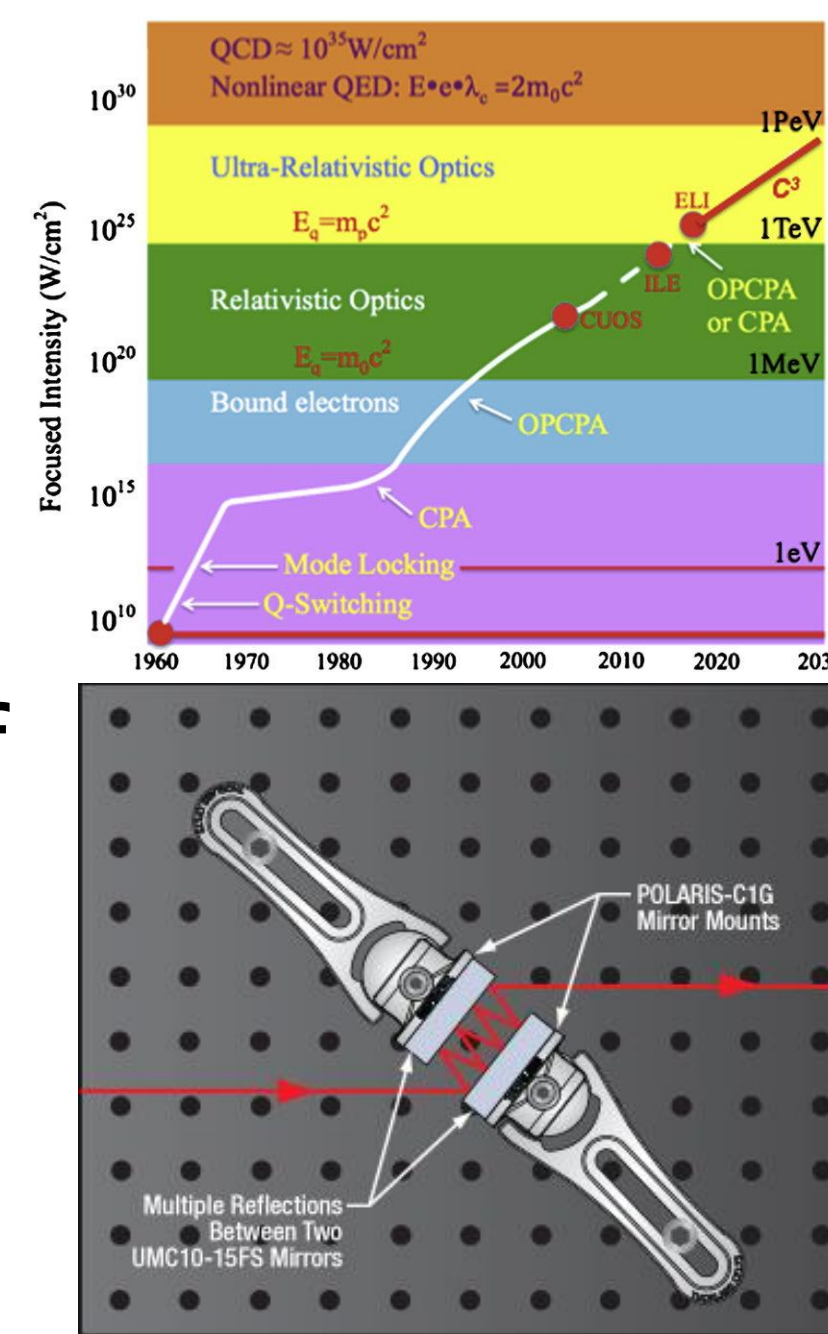 QCD ≈ 10³⁵W/cm²
Nonlinear QED: E•e•λc =2m₀c²
10³⁰
1PeV
Ultra-Relativistic Optics
C³
ELI
Eq=mpc²
10²⁵
1TeV
Focused Intensity (W/cm²)
ILE
OPCPA
or CPA
Relativistic Optics
CUOS
Eq=m₀c²
10²⁰
1MeV
Bound electrons
OPCPA
10¹⁵
CPA
1eV
Mode Locking
Q-Switching
10¹⁰
1960 1970 1980 1990 2000 2010 2020 203
POLARIS-C1G
Mirror Mounts
Multiple Reflections
Between Two
UMC10-15FS Mirrors